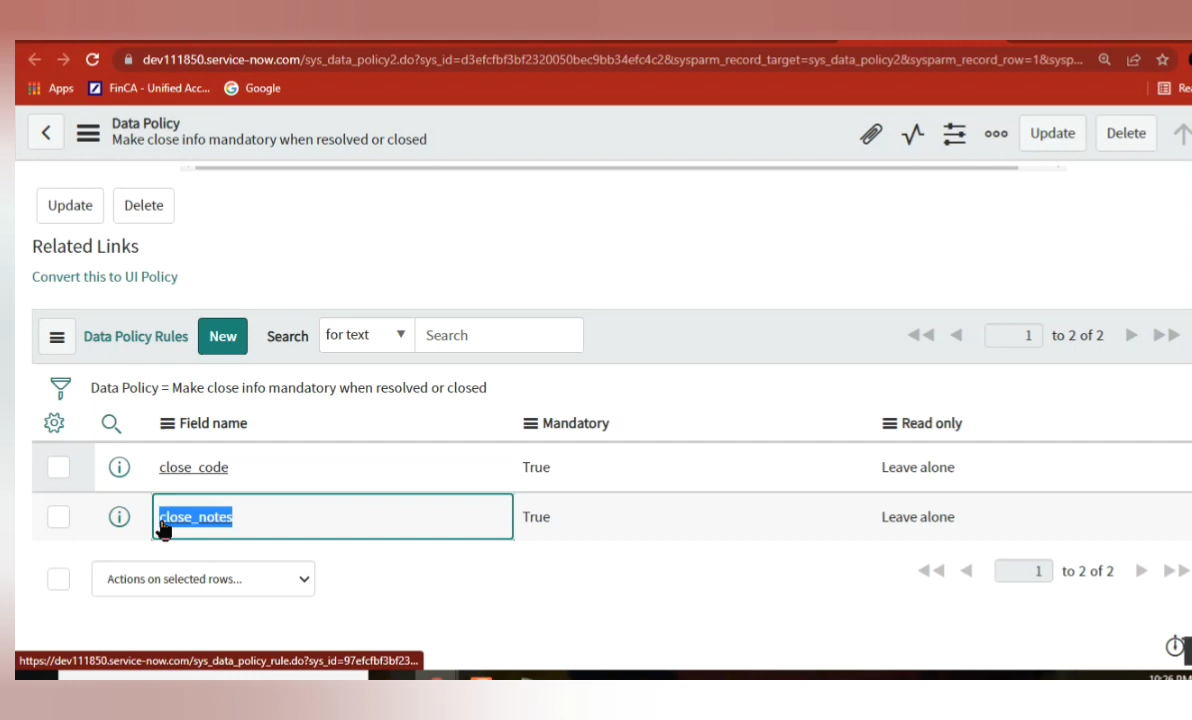 dev111850.service-now.com/sys_data_policy2.do?sys_id=d3efcfbf3bf2320050bec9bb34efc4c2&sysparm_record_target=sys_data_policy2&sysparm_record_row=1&sysp...
Apps FinCA - Unified Acc... Google
Data Policy
Make close info mandatory when resolved or closed
Update Delete
Update Delete
Related Links
Convert this to UI Policy
Data Policy Rules New Search for text Search 1 to 2 of 2
Data Policy = Make close info mandatory when resolved or closed
Field name Mandatory Read only
close_code True Leave alone
close_notes True Leave alone
Actions on selected rows... 1 to 2 of 2
https://dev111850.service-now.com/sys_data_policy_rule.do?sys_id=97efcfbf3bf23...